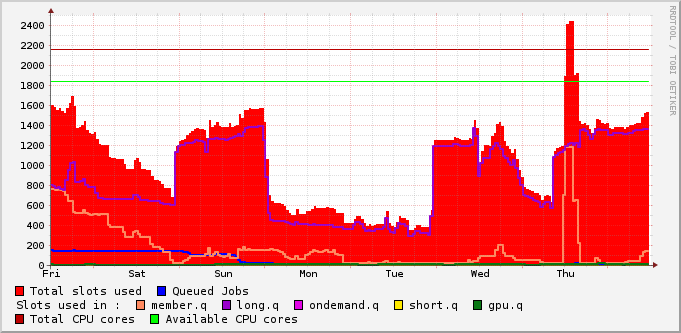 RRDTOOL / TOBI OETIKER
2400
2200
2000
1800
1600
1400
1200
1000
800
600
400
200
0
Fri Sat Sun Mon Tue Wed Thu
Total slots used Queued Jobs
Slots used in : member.q long.q ondemand.q short.q gpu.q
Total CPU cores Available CPU cores